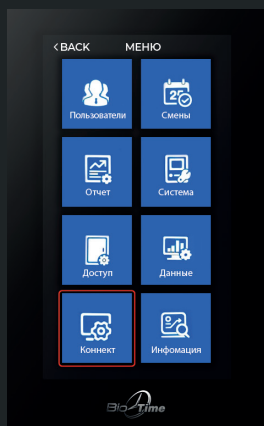 <BACK МЕНЮ
Пользователи Смены
Отчет Система
Доступ Данные
Коннект Инфомация
BioTime